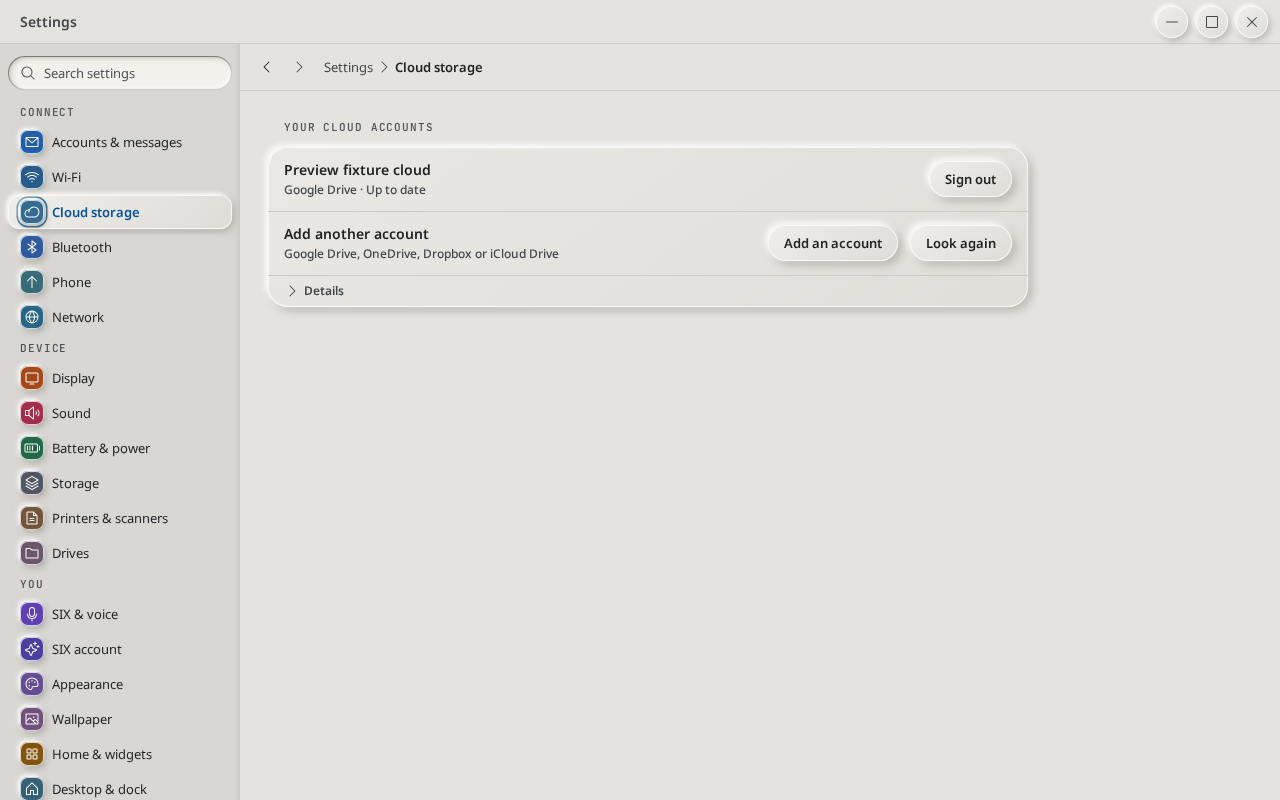 Settings
Search settings
CONNECT
Accounts & messages
Wi-Fi
Cloud storage
Bluetooth
Phone
Network
DEVICE
Display
Sound
Battery & power
Storage
Printers & scanners
Drives
YOU
SIX & voice
SIX account
Appearance
Wallpaper
Home & widgets
Desktop & dock
Settings > Cloud storage
YOUR CLOUD ACCOUNTS
Preview fixture cloud
Google Drive · Up to date
Sign out
Add another account
Google Drive, OneDrive, Dropbox or iCloud Drive
Add an account
Look again
Details